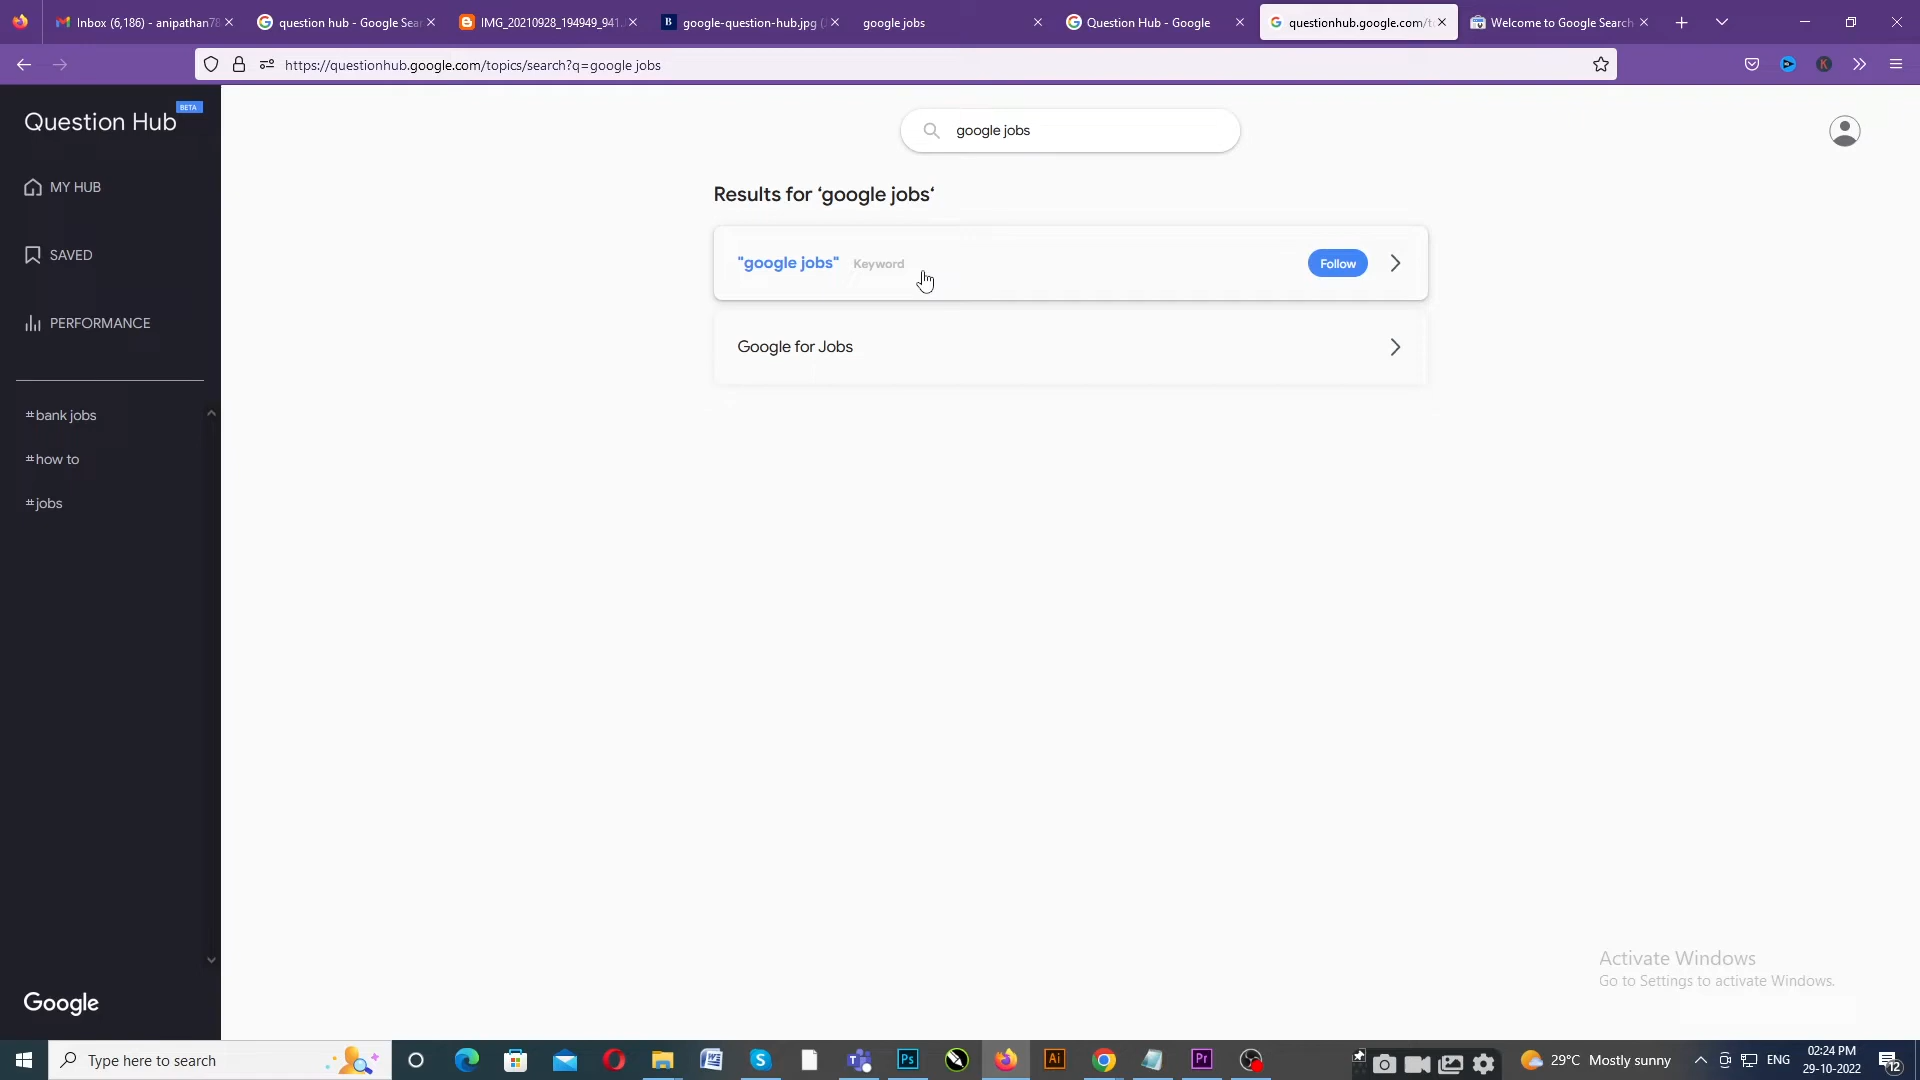 Inbox (6,186) - anipathan78
question hub - Google Sea
IMG_20210928_194949_941.
google-question-hub.jpg (
google jobs
Question Hub - Google
questionhub.google.com/t
Welcome to Google Search
https://questionhub.google.com/topics/search?q=google jobs
Question Hub
BETA
MY HUB
SAVED
PERFORMANCE
#bank jobs
#how to
#jobs
Google
google jobs
Results for ‘google jobs‘
"google jobs" Keyword
Follow
Google for Jobs
Activate Windows
Go to Settings to activate Windows.
Type here to search
29°C Mostly sunny
ENG
02:24 PM
29-10-2022
12